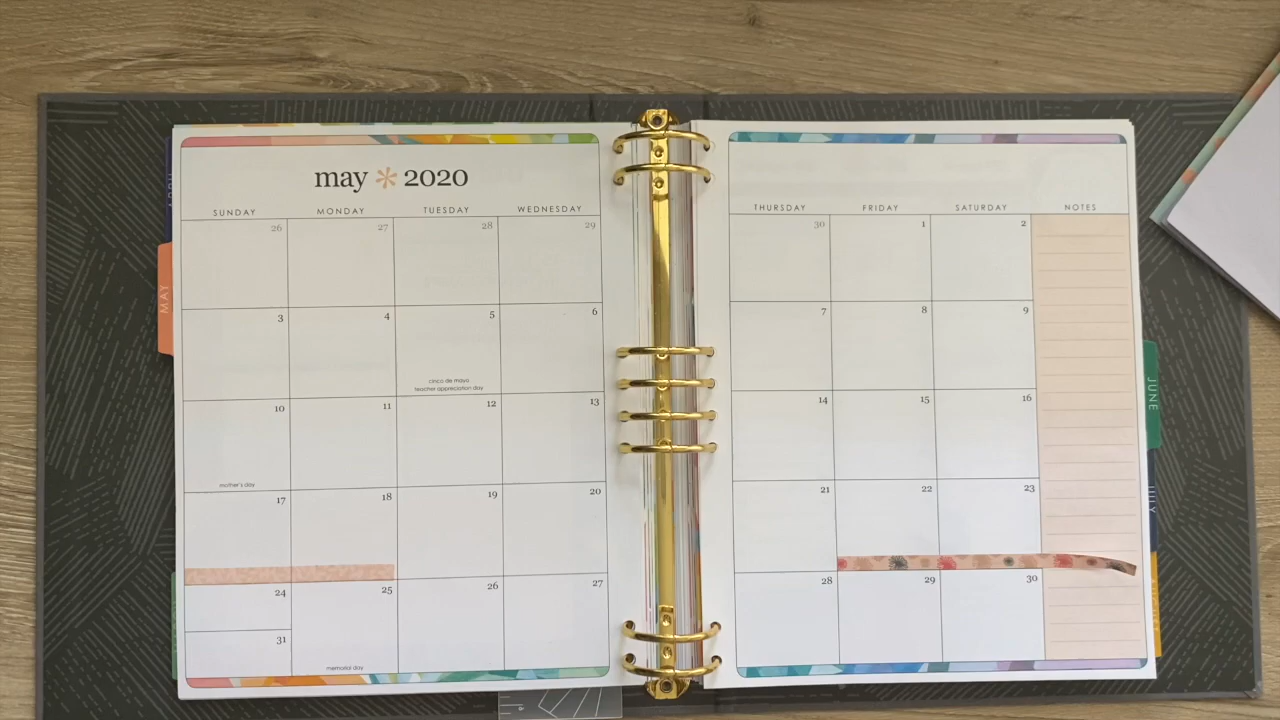 may * 2020
SUNDAY MONDAY TUESDAY WEDNESDAY THURSDAY FRIDAY SATURDAY NOTES
26 27 28 29 30 1 2
3 4 5 6 7 8 9
cinco de mayo
teacher appreciation day
10 11 12 13 14 15 16
mother's day
17 18 19 20 21 22 23
24 25 26 27 28 29 30
31
memorial day
MAY
JUNE
JULY